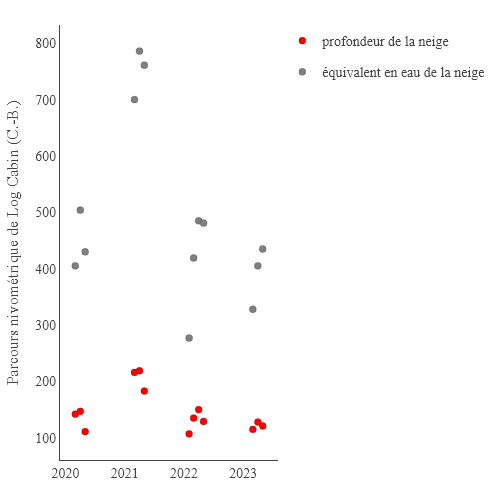 profondeur de la neige
équivalent en eau de la neige
Parcours nivométrique de Log Cabin (C.-B.)
800
700
600
500
400
300
200
100
2020 2021 2022 2023